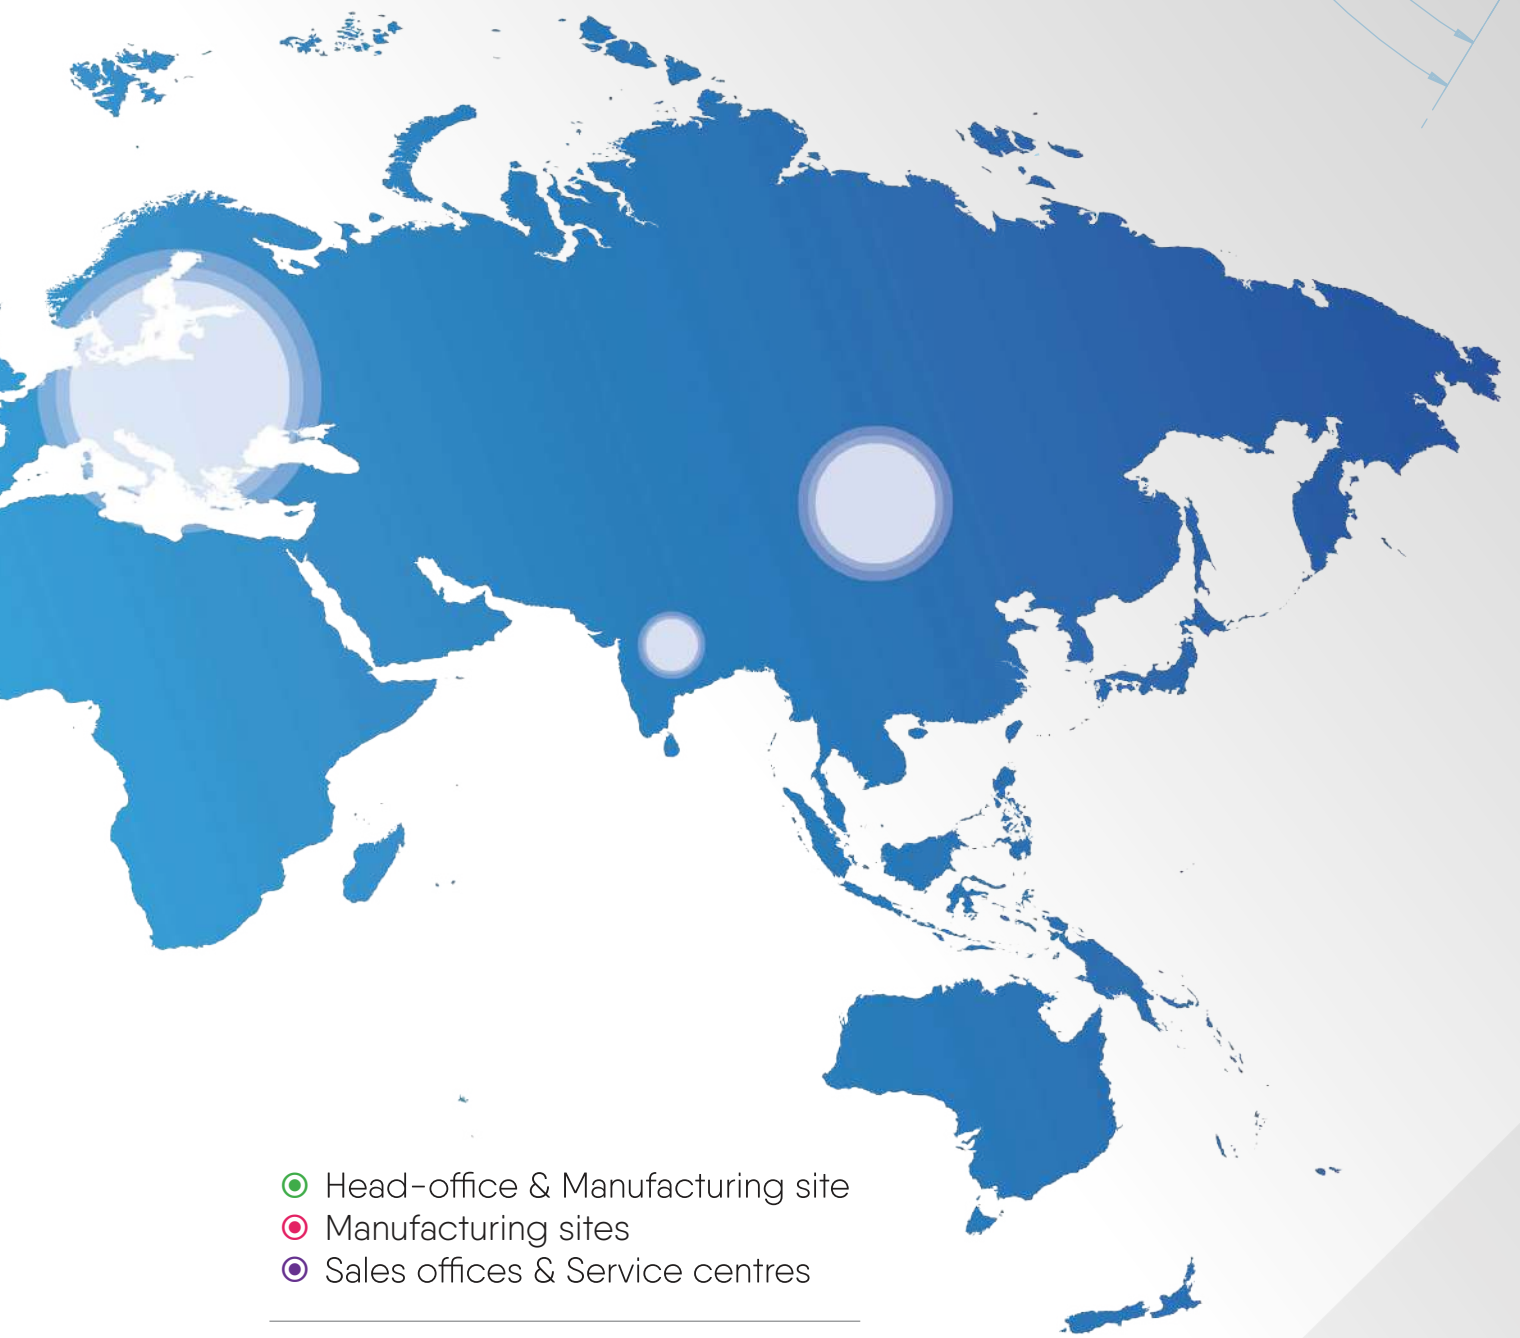 Head-office & Manufacturing site
Manufacturing sites
Sales offices & Service centres